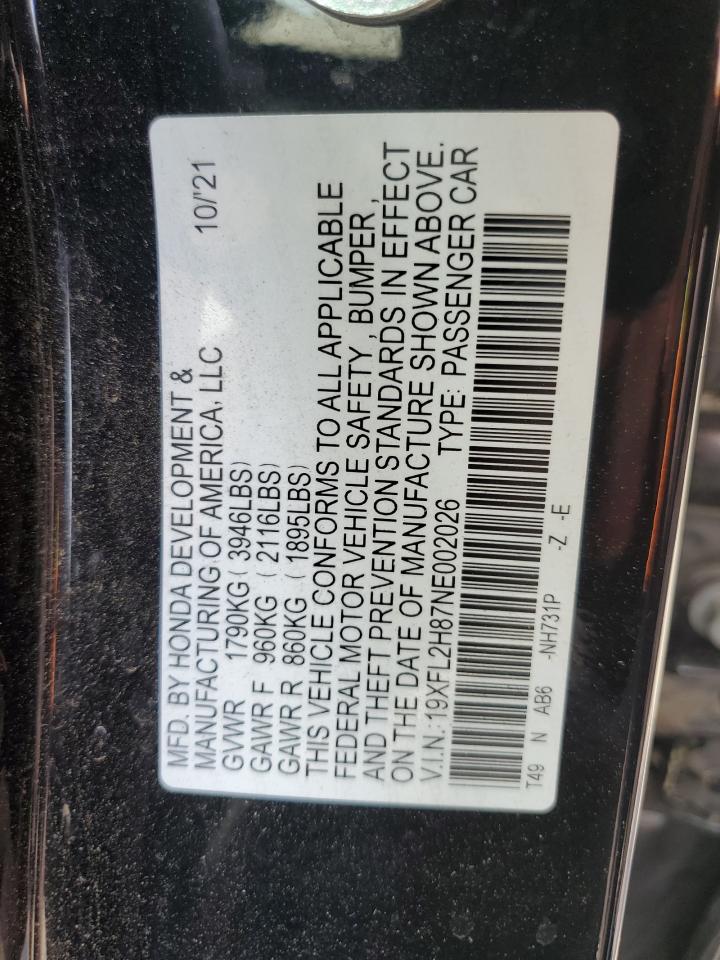 MFD. BY HONDA DEVELOPMENT &
MANUFACTURING OF AMERICA, LLC 10/'21
GVWR 1790KG ( 3946LBS)
GAWR F 960KG ( 2116LBS)
GAWR R 860KG ( 1895LBS)
THIS VEHICLE CONFORMS TO ALL APPLICABLE
FEDERAL MOTOR VEHICLE SAFETY , BUMPER ,
AND THEFT PREVENTION STANDARDS IN EFFECT
ON THE DATE OF MANUFACTURE SHOWN ABOVE.
V.I.N.: 19XFL2H87NE002026 TYPE: PASSENGER CAR
T49 N AB6 -NH731P -Z -E